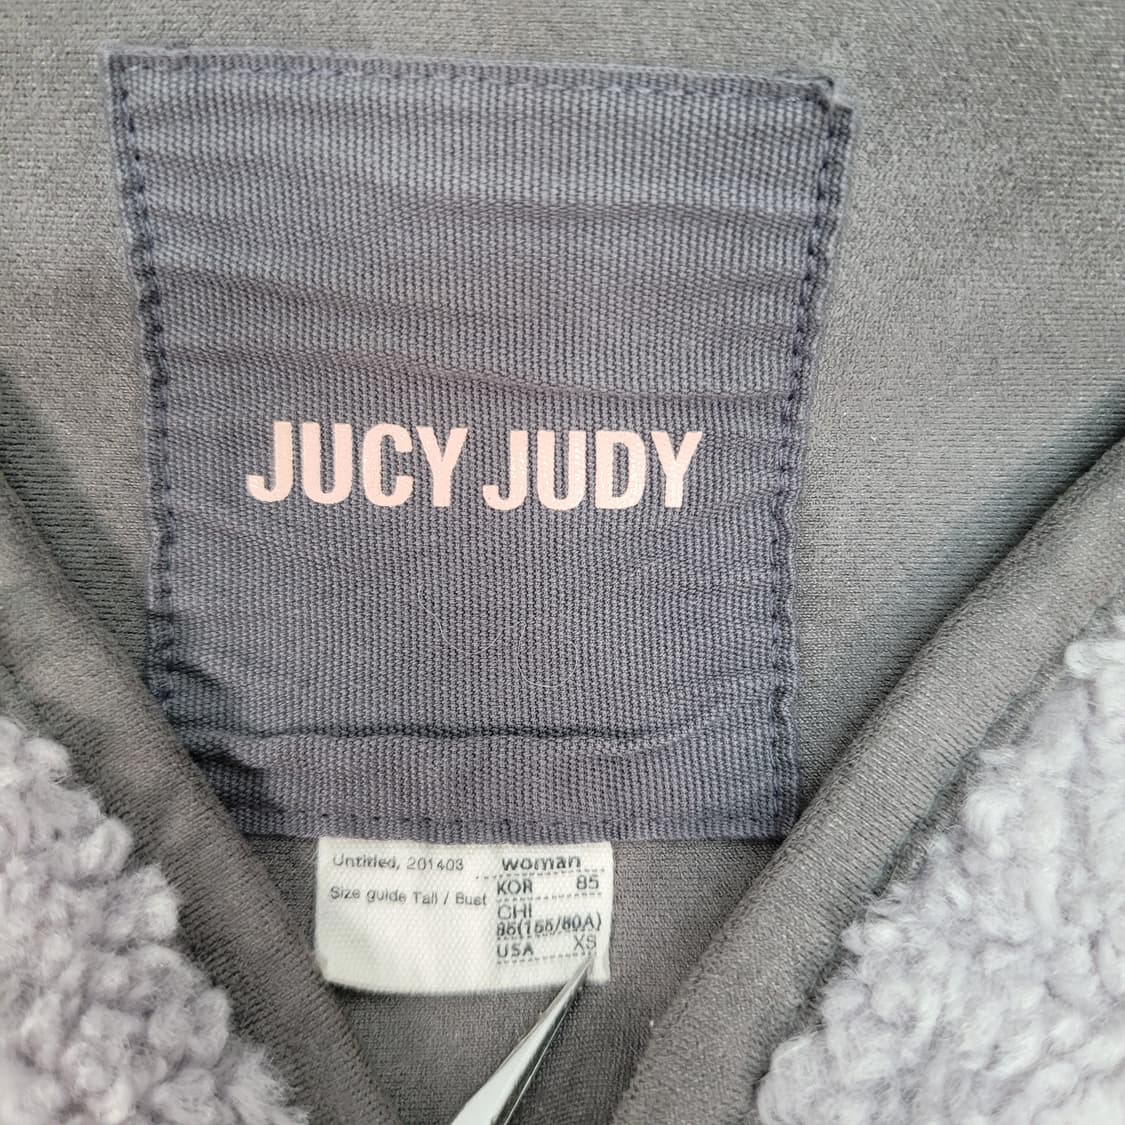 JUCY JUDY
Untitled, 201403
Size guide Tall / Bust
woman
KOR 85
CHI
85(155/80A)
USA XS